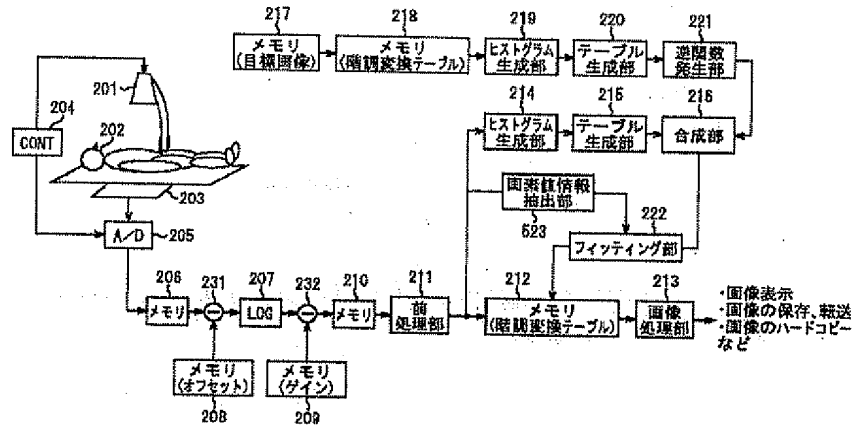 217
メモリ
(目標画像)
218
メモリ
(階調変換テーブル)
219
ヒストグラム
生成部
220
テーブル
生成部
221
逆関数
発生部
214
ヒストグラム
生成部
215
テーブル
生成部
216
合成部
201
204
CONT
202
203
A/D
205
画素値情報
抽出部
523
222
フィッティング部
206
メモリ
231
207
LOG
232
210
メモリ
211
前
処理部
212
メモリ
(階調変換テーブル)
213
画像
処理部
・画像表示
・画像の保存、転送
・画像のハードコピー
など
メモリ
(オフセット)
208
メモリ
(ゲイン)
209